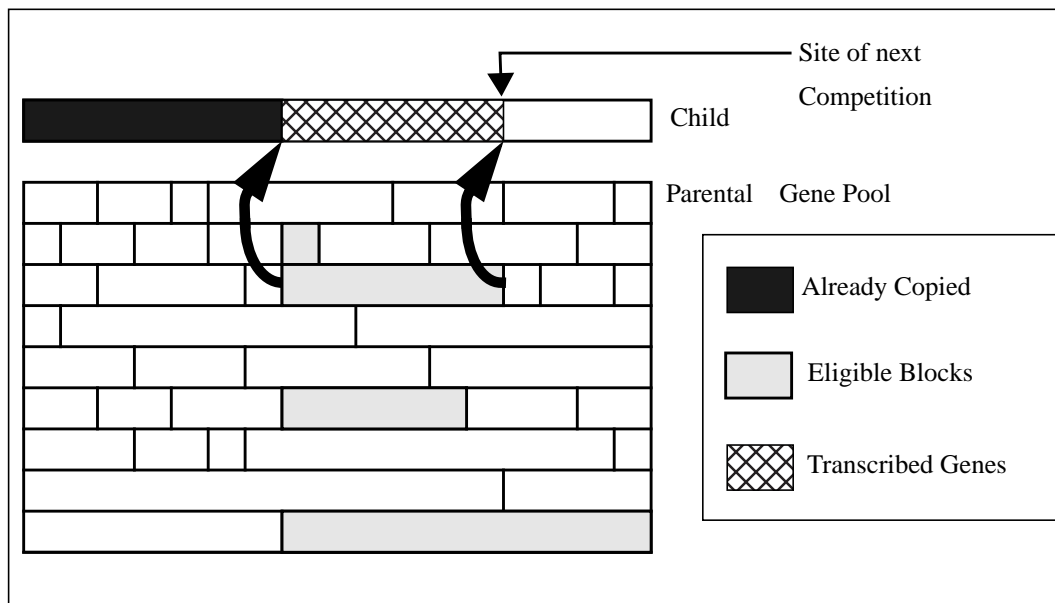 Site of next
Competition
Child
Parental Gene Pool
Already Copied
Eligible Blocks
Transcribed Genes